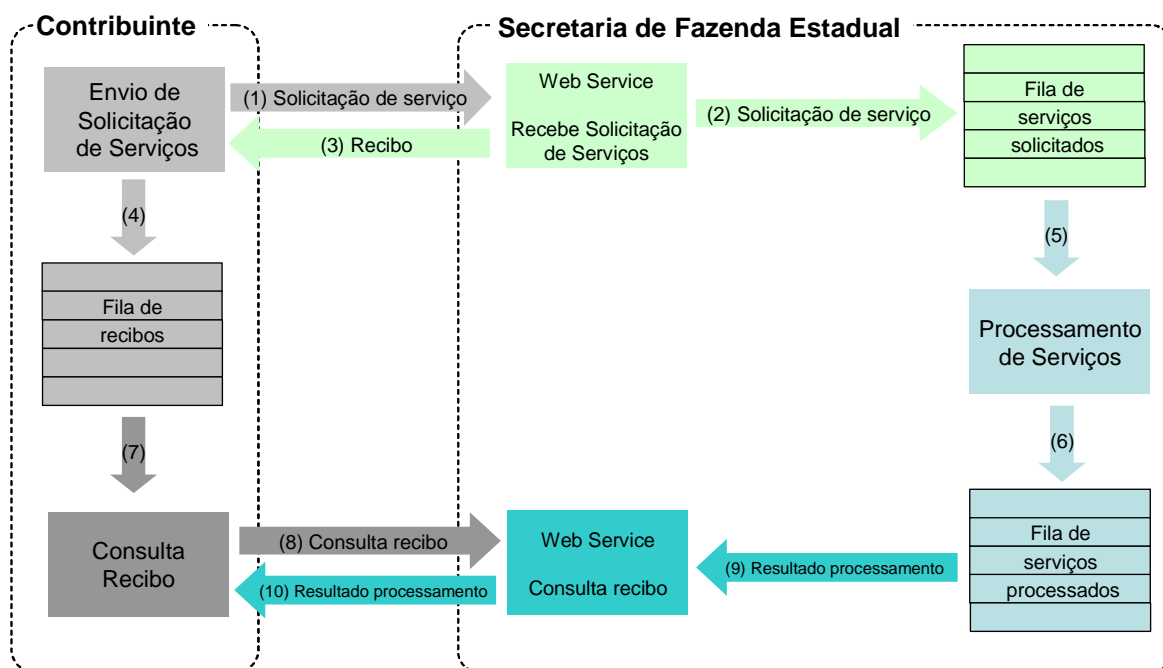 Contribuinte
Secretaria de Fazenda Estadual
Envio de
Solicitação
de Serviços
(1) Solicitação de serviço
(3) Recibo
Web Service
Recebe Solicitação
de Serviços
(2) Solicitação de serviço
Fila de
serviços
solicitados
(4)
(5)
Fila de
recibos
Processamento
de Serviços
(7)
(6)
Consulta
Recibo
(8) Consulta recibo
(10) Resultado processamento
Web Service
Consulta recibo
(9) Resultado processamento
Fila de
serviços
processados